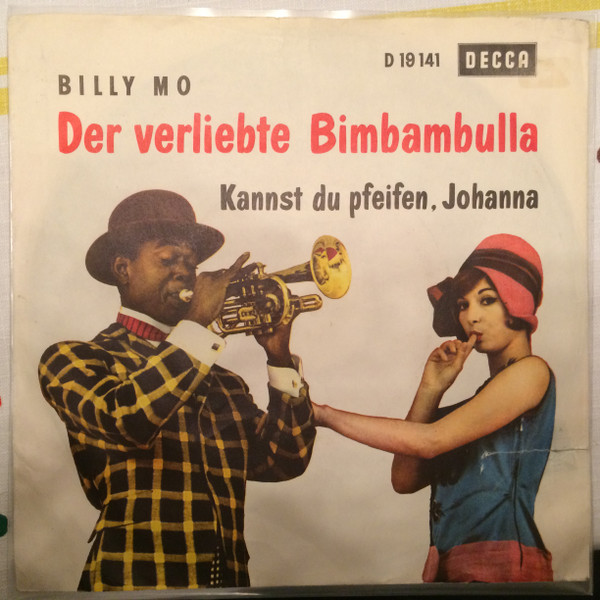 D 19 141 DECCA
BILLY MO
Der verliebte Bimbambulla
Kannst du pfeifen, Johanna